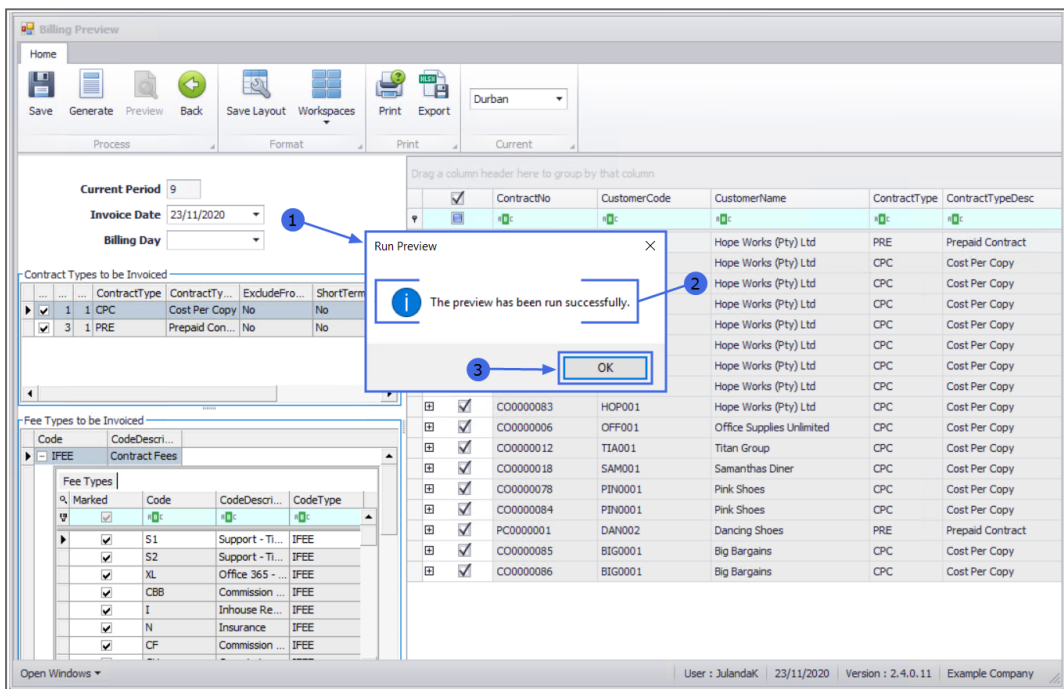 Billing Preview
Home
Save
Generate
Preview
Back
Save Layout
Workspaces
Print
Export
Durban
Process
Format
Print
Current
Current Period 9
Invoice Date 23/11/2020
Billing Day
Contract Types to be Invoiced
... ... ... ContractType ContractTy... ExcludeFro... ShortTerm
1 1 CPC Cost Per Copy No No
3 1 PRE Prepaid Con... No No
Fee Types to be Invoiced
Code CodeDescri...
IFEE Contract Fees
Fee Types
Marked Code CodeDescri... CodeType
S1 Support - Ti... IFEE
S2 Support - Ti... IFEE
XL Office 365 - ... IFEE
CBB Commission ... IFEE
I Inhouse Re... IFEE
N Insurance IFEE
CF Commission ... IFEE
Drag a column header here to group by that column
ContractNo CustomerCode CustomerName ContractType ContractTypeDesc
Hope Works (Pty) Ltd PRE Prepaid Contract
Hope Works (Pty) Ltd CPC Cost Per Copy
Hope Works (Pty) Ltd CPC Cost Per Copy
Hope Works (Pty) Ltd CPC Cost Per Copy
Hope Works (Pty) Ltd CPC Cost Per Copy
Hope Works (Pty) Ltd CPC Cost Per Copy
Hope Works (Pty) Ltd CPC Cost Per Copy
Hope Works (Pty) Ltd CPC Cost Per Copy
CO0000083 HOP001 Hope Works (Pty) Ltd CPC Cost Per Copy
CO0000006 OFF001 Office Supplies Unlimited CPC Cost Per Copy
CO0000012 TIA001 Titan Group CPC Cost Per Copy
CO0000018 SAM001 Samanthas Diner CPC Cost Per Copy
CO0000078 PIN0001 Pink Shoes CPC Cost Per Copy
CO0000084 PIN0001 Pink Shoes CPC Cost Per Copy
PC0000001 DAN002 Dancing Shoes PRE Prepaid Contract
CO0000085 BIG0001 Big Bargains CPC Cost Per Copy
CO0000086 BIG0001 Big Bargains CPC Cost Per Copy
1
Run Preview
The preview has been run successfully.
2
3
OK
Open Windows
User : JulandaK 23/11/2020 Version : 2.4.0.11 Example Company